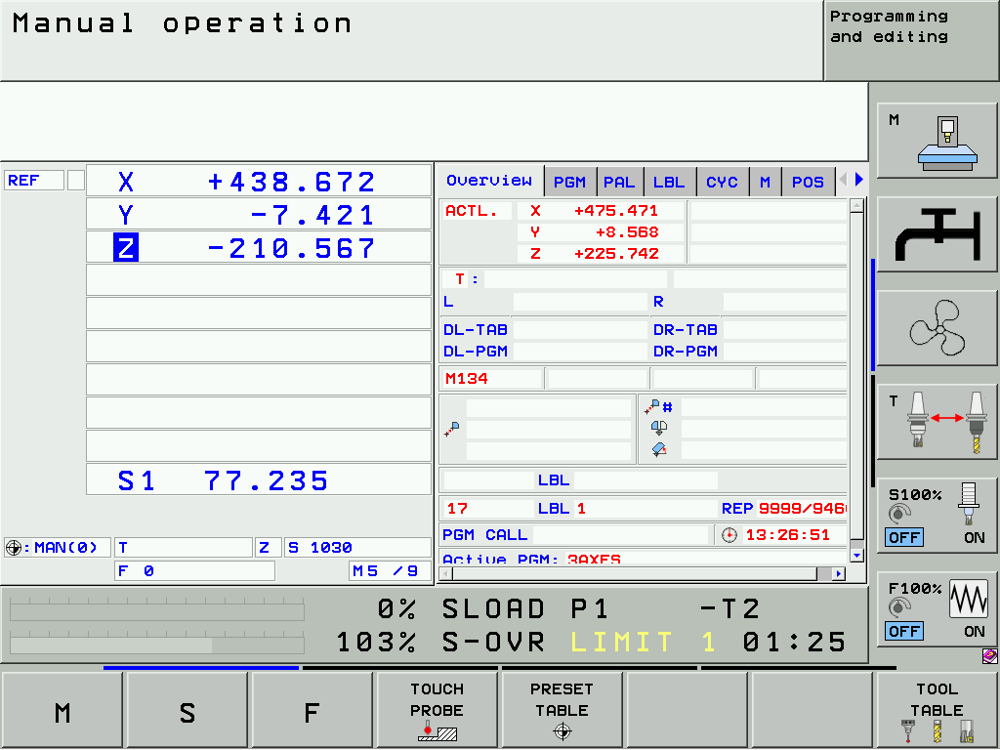 Manual operation
Programming
and editing
M
REF
X +438.672
Y -7.421
Z -210.567
S1 77.235
Overview PGM PAL LBL CYC M POS
ACTL. X +475.471
Y +8.568
Z +225.742
T :
L R
DL-TAB DR-TAB
DL-PGM DR-PGM
M134
#
LBL
17 LBL 1 REP 9999/946
PGM CALL 13:26:51
Active PGM: 3AXES
:MAN(0) T Z S 1030
F 0 M5 /9
T
S100%
OFF ON
F100%
OFF ON
0% SLOAD P1 -T2
103% S-OVR LIMIT 1 01:25
M
S
F
TOUCH
PROBE
PRESET
TABLE
TOOL
TABLE